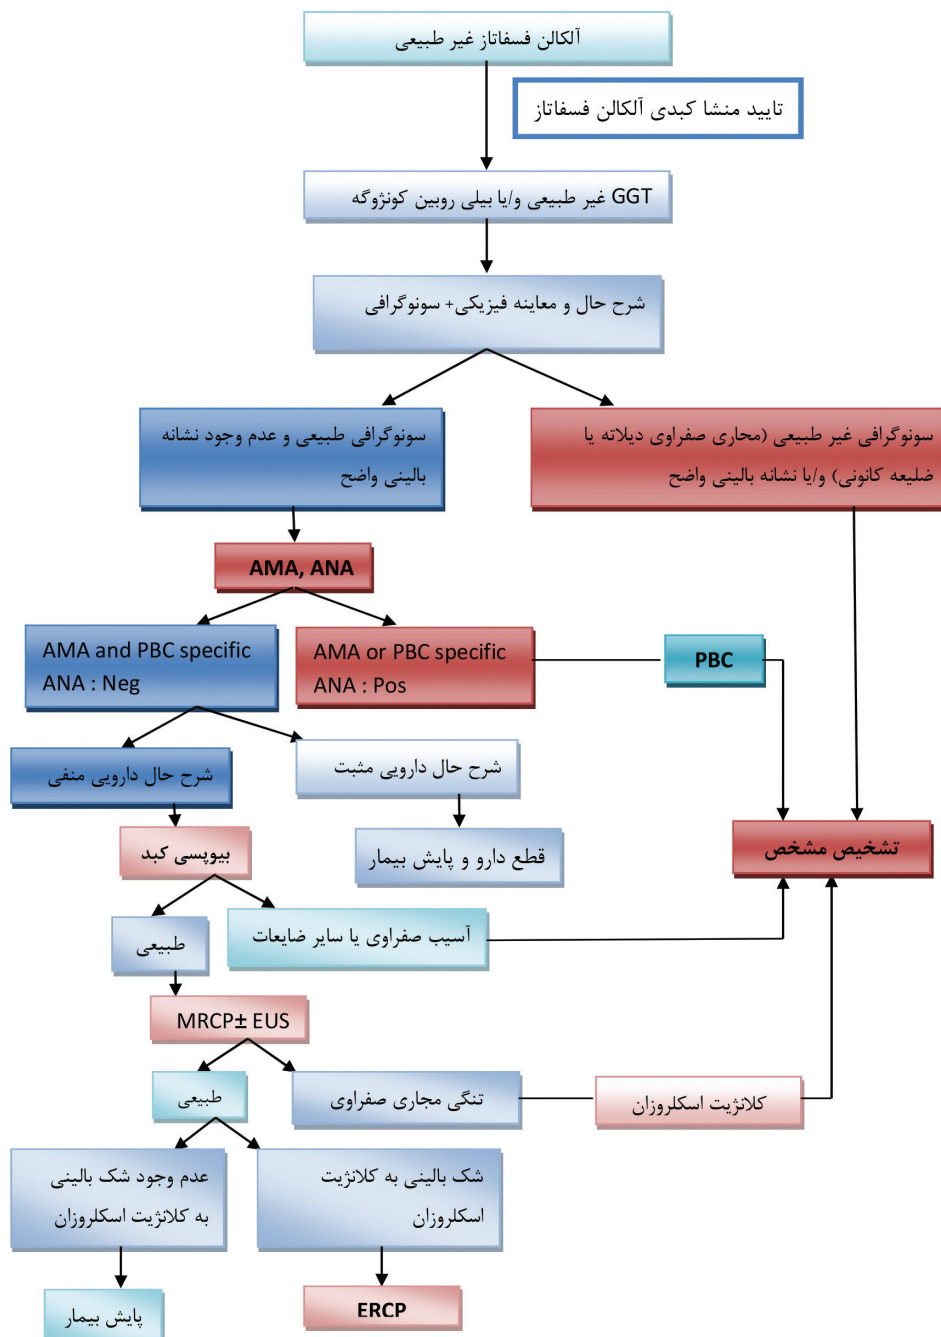 آلکالن فسفاتاز غیر طبیعی
تایید منشا کبدی آلکالن فسفاتاز
GGT غیر طبیعی و/یا بیلی روبین کونژوگه
شرح حال و معاینه فیزیکی+ سونوگرافی
سونوگرافی غیر طبیعی (مجاری صفراوی دیلاته یا
ضلیعه کانونی) و/یا نشانه بالینی واضح
سونوگرافی طبیعی و عدم وجود نشانه
بالینی واضح
AMA, ANA
AMA and PBC specific
ANA : Neg
AMA or PBC specific
ANA : Pos
PBC
شرح حال دارویی مثبت
شرح حال دارویی منفی
قطع دارو و پایش بیمار
بیوپسی کبد
تشخیص مشخص
طبیعی
آسیب صفراوی یا سایر ضایعات
MRCP± EUS
طبیعی
تنگی مجاری صفراوی
کلانژیت اسکلروزان
شک بالینی به کلانژیت
اسکلروزان
عدم وجود شک بالینی
به کلانژیت اسکلروزان
ERCP
پایش بیمار